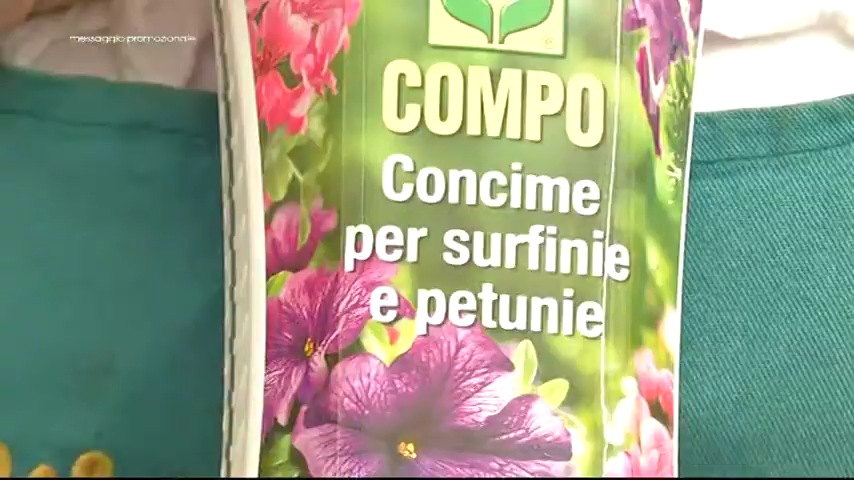 messaggio promozionale
COMPO
Concime
per surfinie
e petunie